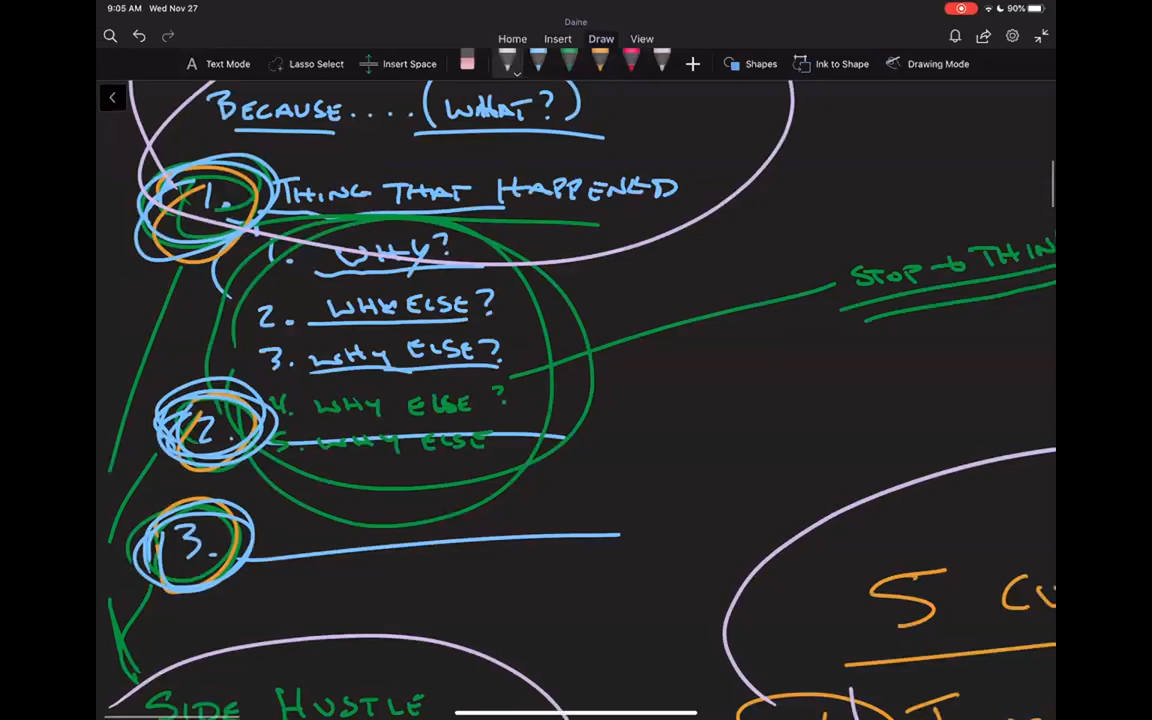 9:05 AM Wed Nov 27
90%
Daine
Home Insert Draw View
Text Mode Lasso Select Insert Space Shapes Ink to Shape Drawing Mode
BECAUSE....(WHAT?)
1. THING THAT HAPPENED
1. WHY?
2. WHY ELSE?
3. WHY ELSE?
4. WHY ELSE?
5. WHY ELSE
STOP → THIN
2.
3.
5 CU
SIDE HUSTLE